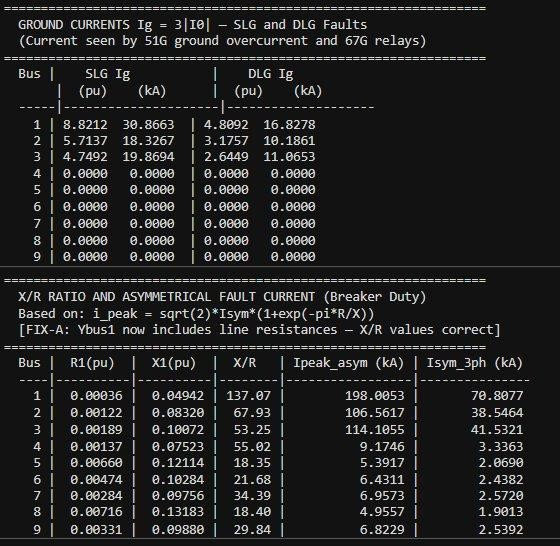 ================================================================
GROUND CURRENTS Ig = 3|I0| — SLG and DLG Faults
(Current seen by 51G ground overcurrent and 67G relays)
================================================================
Bus | SLG Ig | DLG Ig
| (pu) (kA) | (pu) (kA)
-----|---------------------|--------------------
1 | 8.8212 30.8663 | 4.8092 16.8278
2 | 5.7137 18.3267 | 3.1757 10.1861
3 | 4.7492 19.8694 | 2.6449 11.0653
4 | 0.0000 0.0000 | 0.0000 0.0000
5 | 0.0000 0.0000 | 0.0000 0.0000
6 | 0.0000 0.0000 | 0.0000 0.0000
7 | 0.0000 0.0000 | 0.0000 0.0000
8 | 0.0000 0.0000 | 0.0000 0.0000
9 | 0.0000 0.0000 | 0.0000 0.0000
================================================================
X/R RATIO AND ASYMMETRICAL FAULT CURRENT (Breaker Duty)
Based on: i_peak = sqrt(2)*Isym*(1+exp(-pi*R/X))
[FIX-A: Ybus1 now includes line resistances — X/R values correct]
================================================================
Bus | R1(pu) | X1(pu) | X/R | Ipeak_asym (kA) | Isym_3ph (kA)
----|----------|----------|--------|-----------------|--------------
1 | 0.00036 | 0.04942 | 137.07 | 198.0053 | 70.8077
2 | 0.00122 | 0.08320 | 67.93 | 106.5617 | 38.5464
3 | 0.00189 | 0.10072 | 53.25 | 114.1055 | 41.5321
4 | 0.00137 | 0.07523 | 55.02 | 9.1746 | 3.3363
5 | 0.00660 | 0.12114 | 18.35 | 5.3917 | 2.0690
6 | 0.00474 | 0.10284 | 21.68 | 6.4311 | 2.4382
7 | 0.00284 | 0.09756 | 34.39 | 6.9573 | 2.5720
8 | 0.00716 | 0.13183 | 18.40 | 4.9557 | 1.9013
9 | 0.00331 | 0.09880 | 29.84 | 6.8229 | 2.5392